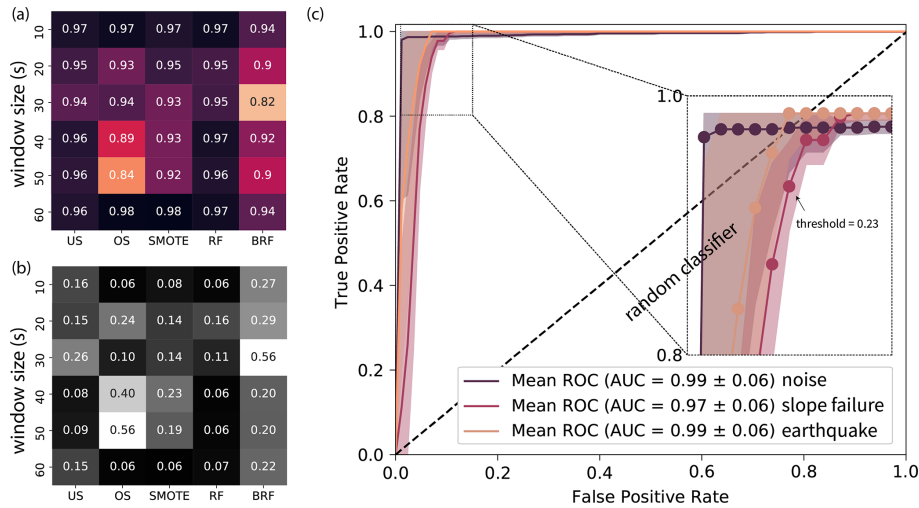 (a)
10 0.97 0.97 0.97 0.97 0.94
20 0.95 0.93 0.95 0.95 0.9
30 0.94 0.94 0.93 0.95 0.82
40 0.96 0.89 0.93 0.97 0.92
50 0.96 0.84 0.92 0.96 0.9
60 0.96 0.98 0.98 0.97 0.94
window size (s)
US OS SMOTE RF BRF
(b)
10 0.16 0.06 0.08 0.06 0.27
20 0.15 0.24 0.14 0.16 0.29
30 0.26 0.10 0.14 0.11 0.56
40 0.08 0.40 0.23 0.06 0.20
50 0.09 0.56 0.19 0.06 0.20
60 0.15 0.06 0.06 0.07 0.22
window size (s)
US OS SMOTE RF BRF
(c)
1.0
0.8
0.6
0.4
0.2
0.0
True Positive Rate
1.0
0.8
threshold = 0.23
random classifier
Mean ROC (AUC = 0.99 ± 0.06) noise
Mean ROC (AUC = 0.97 ± 0.06) slope failure
Mean ROC (AUC = 0.99 ± 0.06) earthquake
0.0 0.2 0.4 0.6 0.8 1.0
False Positive Rate